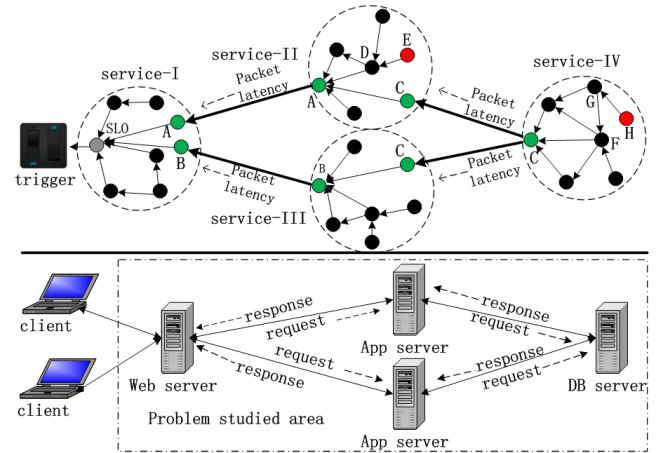 service-II
E
D
service-IV
service-I
Packet
latency
A
C
Packet
latency
G
H
SLO
A
B
F
C
trigger
B
C
Packet
latency
Packet
latency
service-III
response
request
response
request
client
App server
Web server
request
response
response
request
DB server
client
Problem studied area
App server